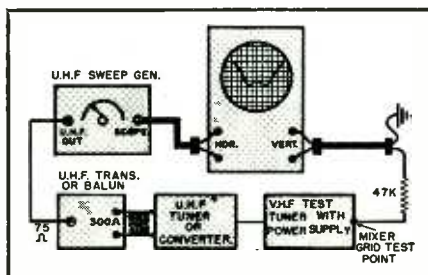 U.H.F SWEEP GEN.
U.H.F. OUT
SCOPE
HOR.
VERT.
U.H.F. TRANS.
OR BALUN
75
Ω
300Ω
U.H.F
TUNER
OR
CONVERTER.
V.H.F TEST
TUNER WITH
POWER SUPPLY
47K
MIXER
GRID TEST
POINT